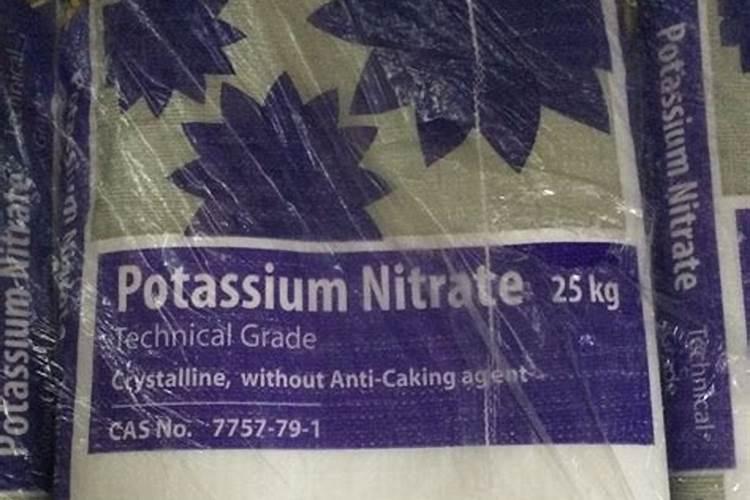 Potassium Nitrate 25 kg
Technical Grade
Crystalline, without Anti-Caking agent
CAS No. 7757-79-1
Potassium Nitrate
Technical
Potassium Nitrate
Technical